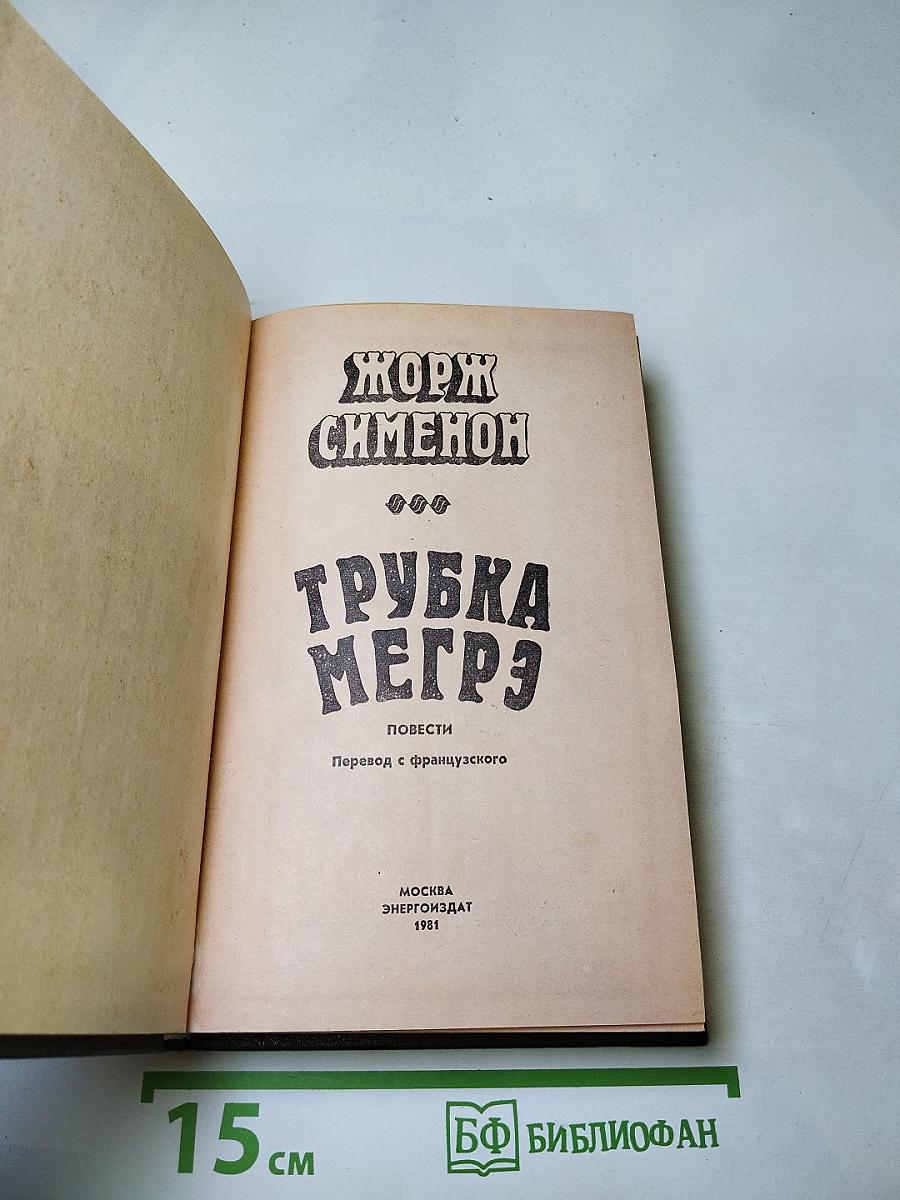 ЖОРЖ
СИМЕНОН
ТРУБКА
МЕГРЭ
ПОВЕСТИ
Перевод с французского
МОСКВА
ЭНЕРГОИЗДАТ
1981
15 см
БФ БИБЛИОФАН